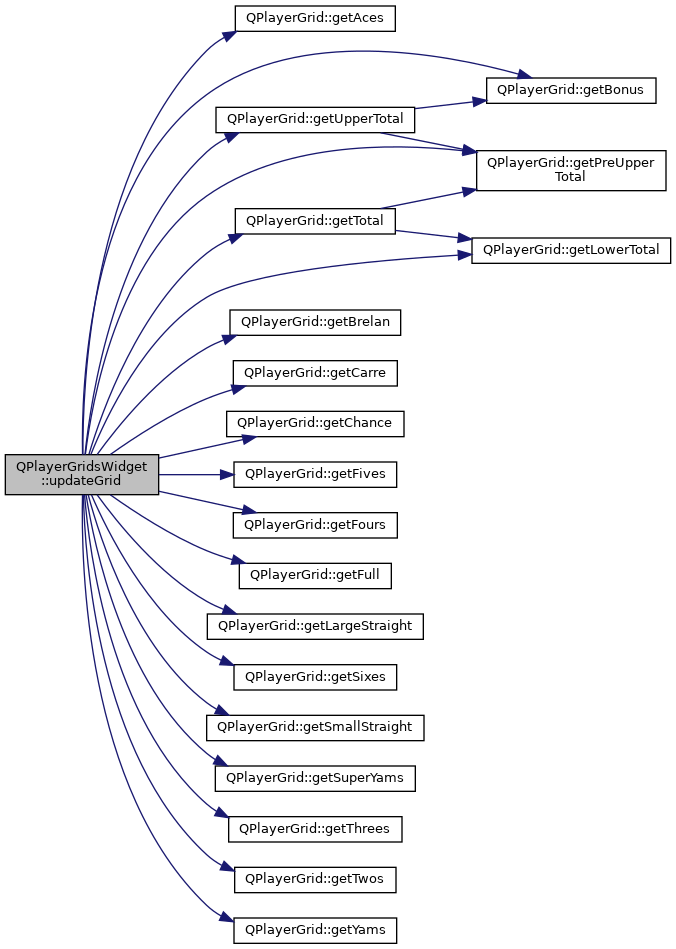 QPlayerGrid::getAces
QPlayerGrid::getBonus
QPlayerGrid::getUpperTotal
QPlayerGrid::getPreUpper
Total
QPlayerGrid::getTotal
QPlayerGrid::getLowerTotal
QPlayerGrid::getBrelan
QPlayerGrid::getCarre
QPlayerGrid::getChance
QPlayerGridsWidget
::updateGrid
QPlayerGrid::getFives
QPlayerGrid::getFours
QPlayerGrid::getFull
QPlayerGrid::getLargeStraight
QPlayerGrid::getSixes
QPlayerGrid::getSmallStraight
QPlayerGrid::getSuperYams
QPlayerGrid::getThrees
QPlayerGrid::getTwos
QPlayerGrid::getYams